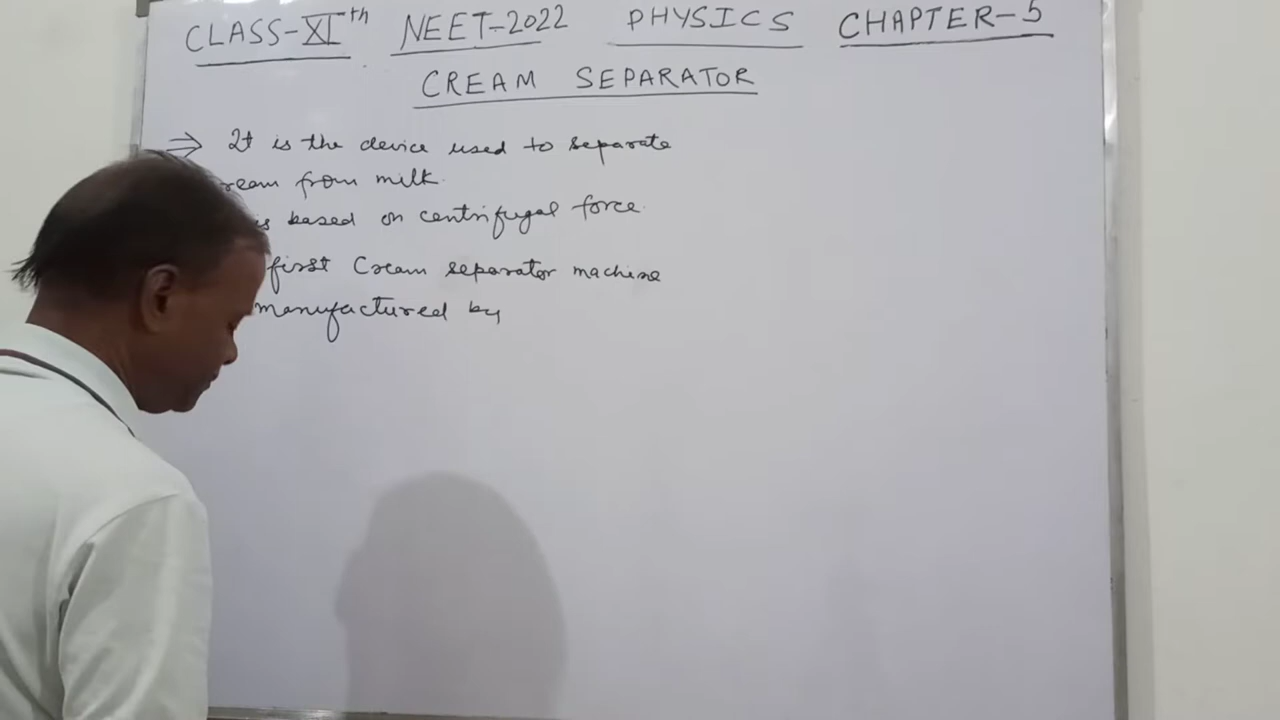 CLASS-XIth NEET-2022 PHYSICS CHAPTER-5
CREAM SEPARATOR
⇒ It is the device used to separate
ream from milk.
is based on centrifugal force.
first Cream separator machine
manufactured by